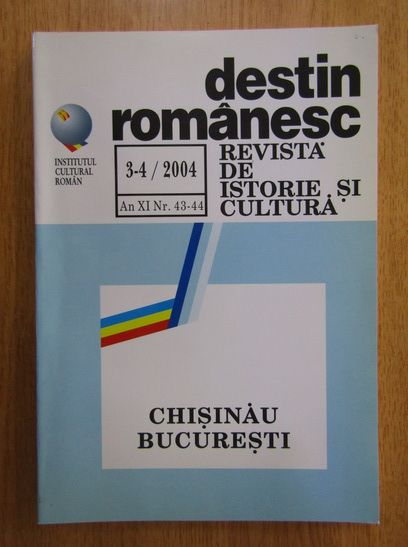 destin
românesc
INSTITUTUL
CULTURAL
ROMÂN
3-4 / 2004
An XI Nr. 43-44
REVISTĂ
DE
ISTORIE ȘI
CULTURĂ
CHIȘINĂU
BUCUREȘTI